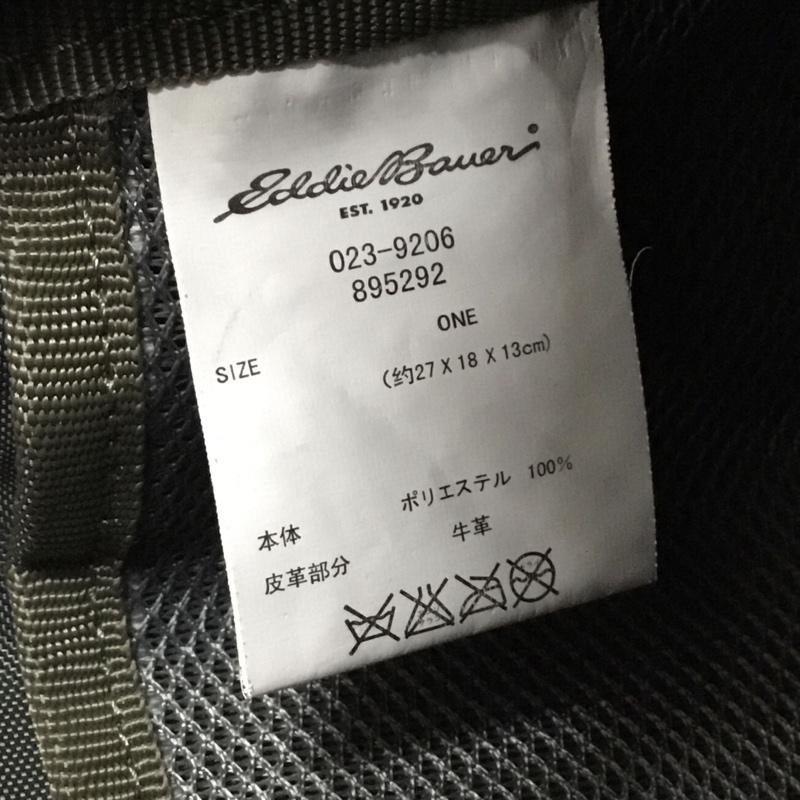 Eddie Bauer
EST. 1920
023-9206
895292
SIZE ONE
(約27 X 18 X 13cm)
本体 ポリエステル 100%
皮革部分 牛革